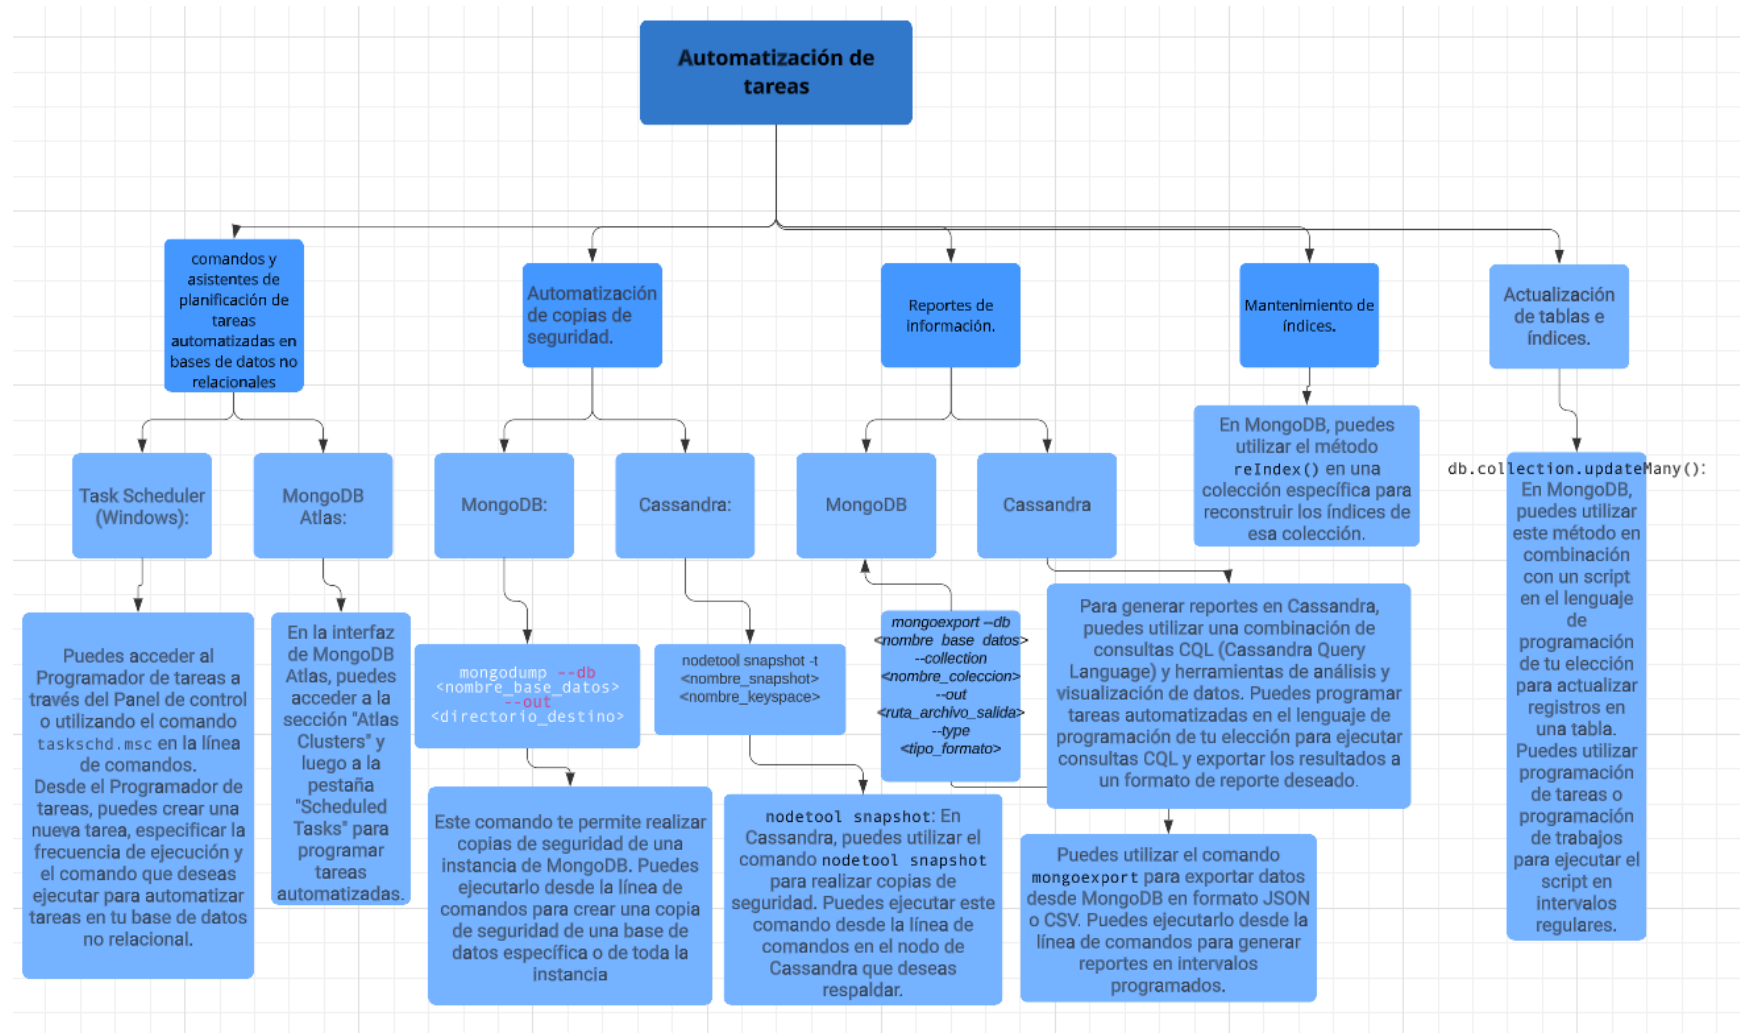 Automatización de
tareas
comandos y
asistentes de
planificación de
tareas
automatizadas en
bases de datos no
relacionales
Automatización
de copias de
seguridad.
Reportes de
información.
Mantenimiento de
índices.
Actualización
de tablas e
índices.
Task Scheduler
(Windows):
MongoDB
Atlas:
MongoDB:
Cassandra:
MongoDB
Cassandra
En MongoDB, puedes
utilizar el método
reIndex() en una
colección específica para
reconstruir los índices de
esa colección.
db.collection.updateMany():
En MongoDB,
puedes utilizar
este método en
combinación
con un script
en el lenguaje
de
programación
de tu elección
para actualizar
registros en
una tabla.
Puedes utilizar
programación
de tareas o
programación
de trabajos
para ejecutar el
script en
intervalos
regulares.
Puedes acceder al
Programador de tareas a
través del Panel de control
o utilizando el comando
taskschd.msc en la línea
de comandos.
Desde el Programador de
tareas, puedes crear una
nueva tarea, especificar la
frecuencia de ejecución y
el comando que deseas
ejecutar para automatizar
tareas en tu base de datos
no relacional.
En la interfaz
de MongoDB
Atlas, puedes
acceder a la
sección "Atlas
Clusters" y
luego a la
pestaña
"Scheduled
Tasks" para
programar
tareas
automatizadas.
mongodump --db
<nombre_base_datos>
--out
<directorio_destino>
nodetool snapshot -t
<nombre_snapshot>
<nombre_keyspace>
mongoexport --db
<nombre_base_datos>
--collection
<nombre_coleccion>
--out
<ruta_archivo_salida>
--type
<tipo_formato>
Para generar reportes en Cassandra,
puedes utilizar una combinación de
consultas CQL (Cassandra Query
Language) y herramientas de análisis y
visualización de datos. Puedes programar
tareas automatizadas en el lenguaje de
programación de tu elección para ejecutar
consultas CQL y exportar los resultados a
un formato de reporte deseado.
Este comando te permite realizar
copias de seguridad de una
instancia de MongoDB. Puedes
ejecutarlo desde la línea de
comandos para crear una copia
de seguridad de una base de
datos específica o de toda la
instancia
nodetool snapshot: En
Cassandra, puedes utilizar el
comando nodetool snapshot
para realizar copias de
seguridad. Puedes ejecutar este
comando desde la línea de
comandos en el nodo de
Cassandra que deseas
respaldar.
Puedes utilizar el comando
mongoexport para exportar datos
desde MongoDB en formato JSON
o CSV. Puedes ejecutarlo desde la
línea de comandos para generar
reportes en intervalos
programados.